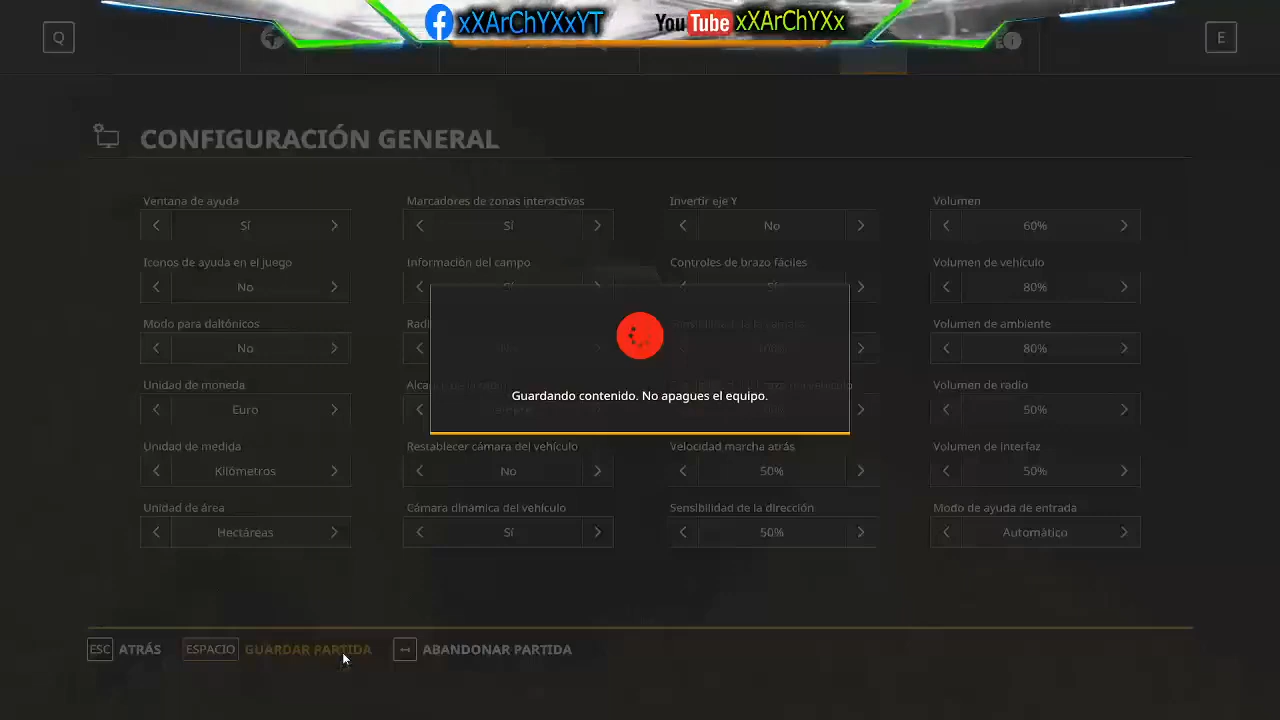 xXArChYXxYT
YouTube xXArChYXx
Q
E
CONFIGURACIÓN GENERAL
Ventana de ayuda
Sí
Marcadores de zonas interactivas
Sí
Invertir eje Y
No
Volumen
60%
Iconos de ayuda en el juego
No
Información del campo
Sí
Controles de brazo fáciles
Sí
Volumen de vehículo
80%
Modo para daltónicos
No
Volumen de ambiente
80%
Unidad de moneda
Euro
Volumen de radio
50%
Guardando contenido. No apagues el equipo.
Unidad de medida
Kilómetros
Restablecer cámara del vehículo
No
Velocidad marcha atrás
50%
Volumen de interfaz
50%
Unidad de área
Hectáreas
Cámara dinámica del vehículo
Sí
Sensibilidad de la dirección
50%
Modo de ayuda de entrada
Automático
ESC ATRÁS
ESPACIO GUARDAR PARTIDA
ABANDONAR PARTIDA